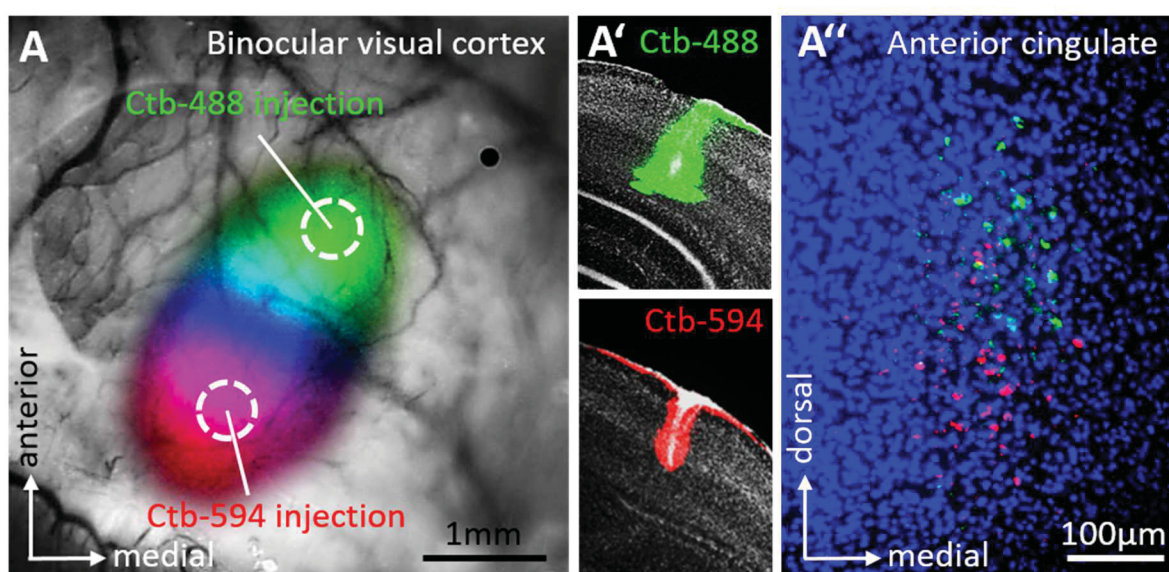 A
Binocular visual cortex
Ctb-488 injection
Ctb-594 injection
anterior
medial
1mm
A‘
Ctb-488
Ctb-594
A‘‘
Anterior cingulate
dorsal
medial
100µm